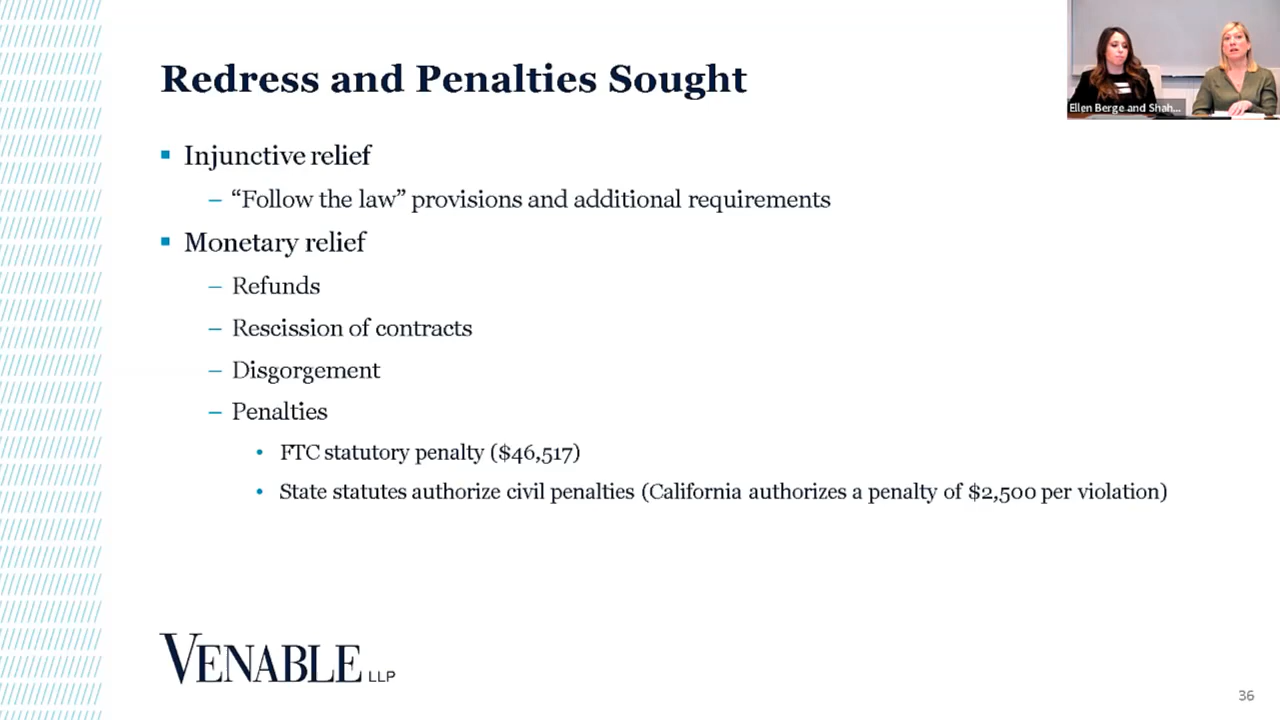 Redress and Penalties Sought
Injunctive relief
– “Follow the law” provisions and additional requirements
Monetary relief
– Refunds
– Rescission of contracts
– Disgorgement
– Penalties
• FTC statutory penalty ($46,517)
• State statutes authorize civil penalties (California authorizes a penalty of $2,500 per violation)
VENABLE LLP
36
Ellen Berge and Shah...